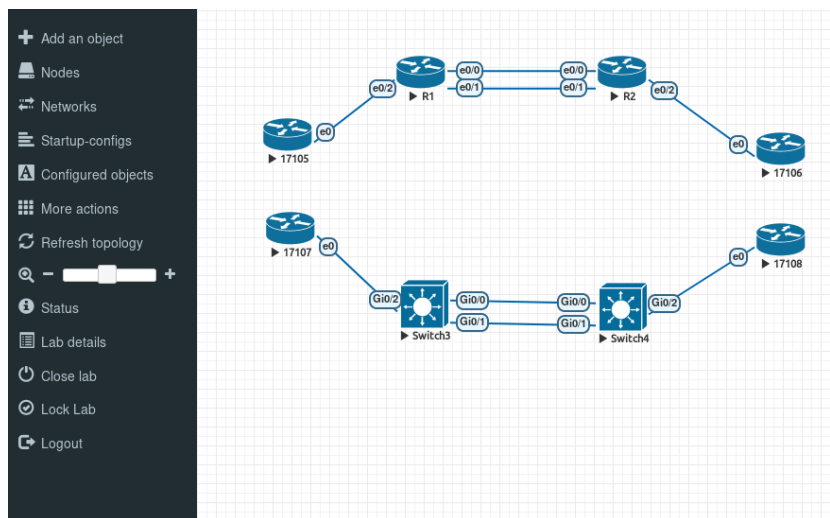 Add an object
Nodes
Networks
Startup-configs
Configured objects
More actions
Refresh topology
Status
Lab details
Close lab
Lock Lab
Logout
e0/0
e0/0
e0/1
e0/1
e0/2
R1
R2
e0/2
e0
17105
e0
17106
17107
e0
e0
17108
Gi0/2
Gi0/0
Gi0/0
Gi0/2
Gi0/1
Gi0/1
Switch3
Switch4